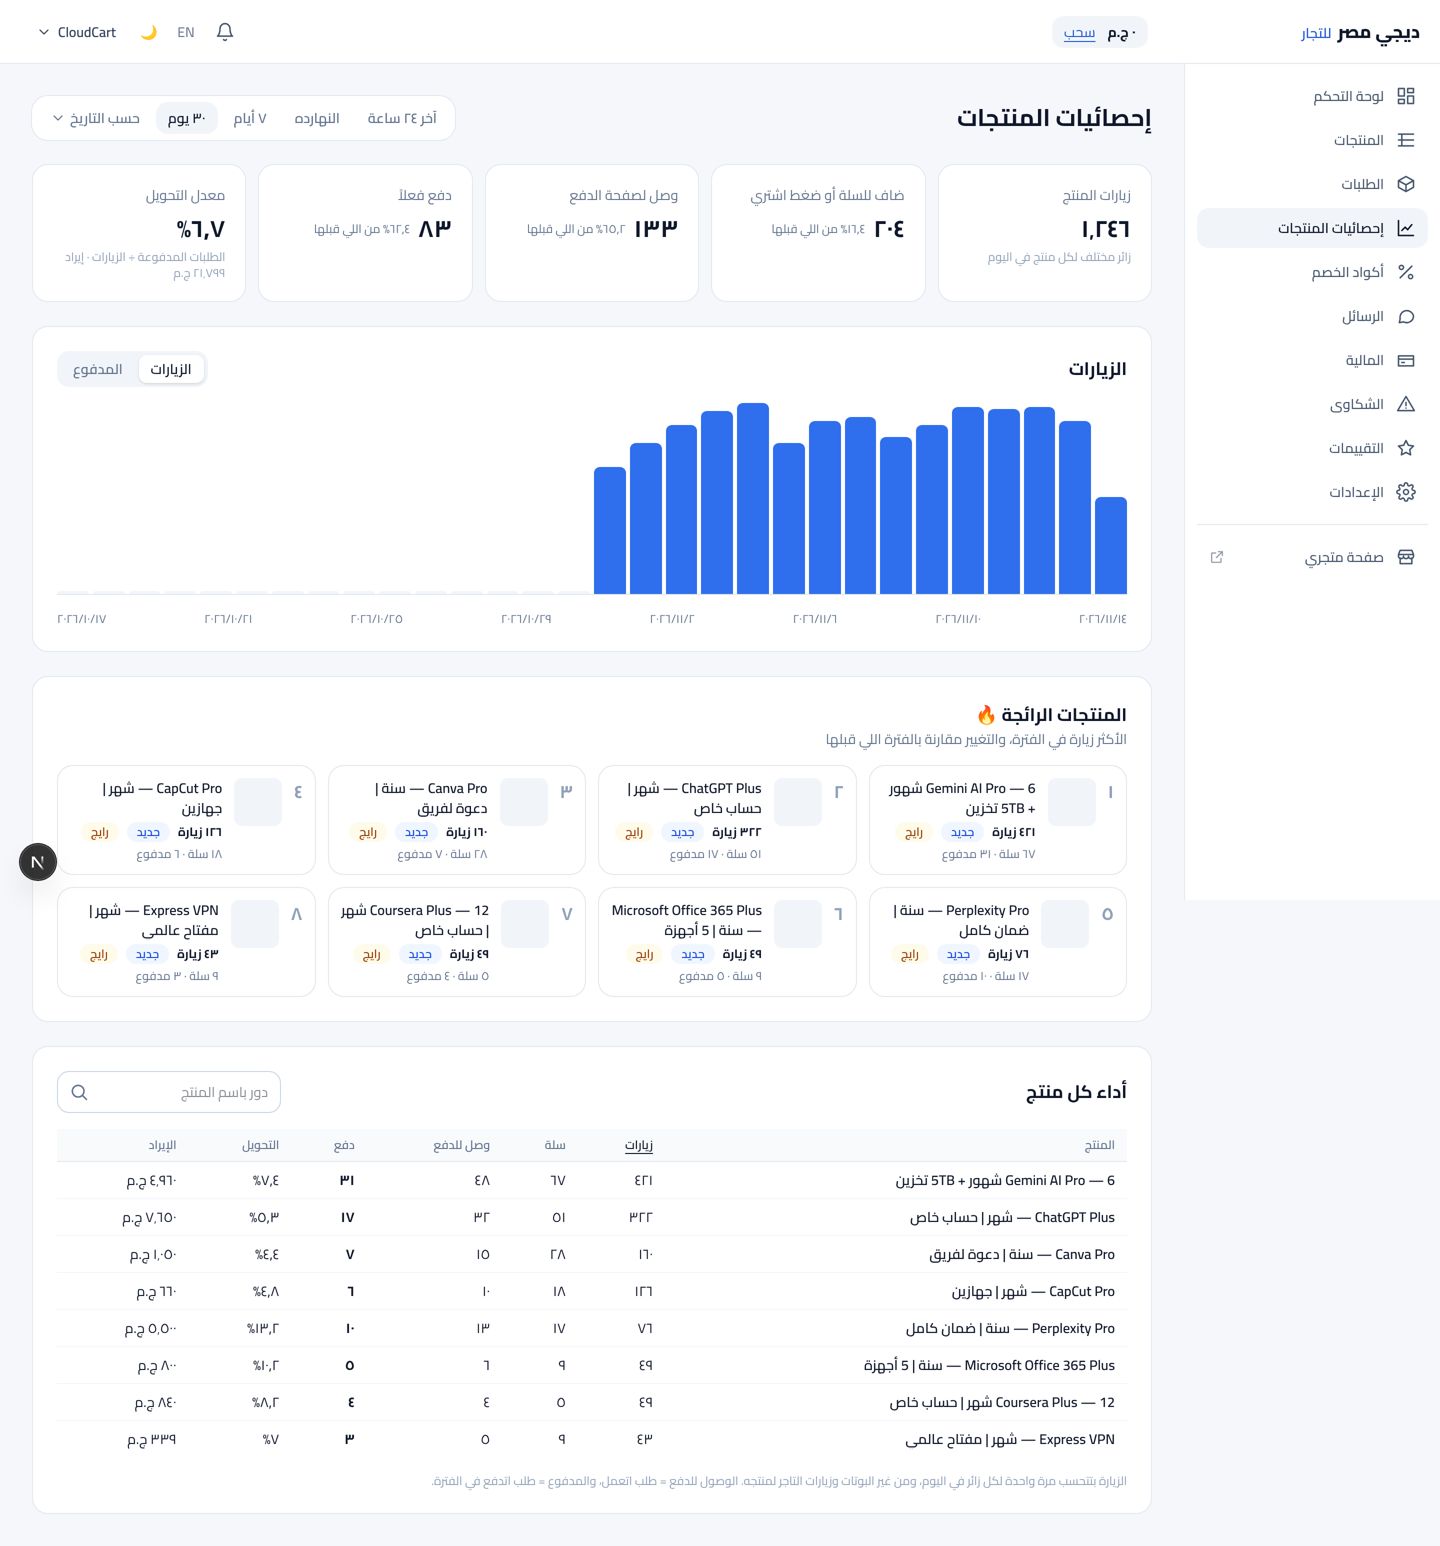 ديجي مصر للتجار
٠ ج.م سحب
EN
CloudCart
لوحة التحكم
المنتجات
الطلبات
إحصائيات المنتجات
أكواد الخصم
الرسائل
المالية
الشكاوى
التقييمات
الإعدادات
صفحة متجري
إحصائيات المنتجات
آخر ٢٤ ساعة
النهارده
٧ أيام
٣٠ يوم
حسب التاريخ
زيارات المنتج
١٬٢٤٦
زائر مختلف لكل منتج في اليوم
ضاف للسلة أو ضغط اشتري
٢٠٤ ١٦٫٤% من اللي قبلها
وصل لصفحة الدفع
١٣٣ ٦٥٫٢% من اللي قبلها
دفع فعلاً
٨٣ ٦٢٫٤% من اللي قبلها
معدل التحويل
٦٫٧%
الطلبات المدفوعة ÷ الزيارات · إيراد
٢١٬٧٩٩ ج.م
الزيارات
الزيارات المدفوع
٢٠٢٦/١١/١٤ ٢٠٢٦/١١/١٠ ٢٠٢٦/١١/٦ ٢٠٢٦/١١/٢ ٢٠٢٦/١٠/٢٩ ٢٠٢٦/١٠/٢٥ ٢٠٢٦/١٠/٢١ ٢٠٢٦/١٠/١٧
المنتجات الرائجة 🔥
الأكثر زيارة في الفترة، والتغيير مقارنة بالفترة اللي قبلها
١
Gemini AI Pro — 6 شهور
+ 5TB تخزين
٤٢١ زيارة جديد رايج
٦٧ سلة · ٣١ مدفوع
٢
ChatGPT Plus — شهر |
حساب خاص
٣٢٢ زيارة جديد رايج
٥١ سلة · ١٧ مدفوع
٣
Canva Pro — سنة |
دعوة لفريق
١٦٠ زيارة جديد رايج
٢٨ سلة · ٧ مدفوع
٤
CapCut Pro — شهر |
جهازين
١٢٦ زيارة جديد رايج
١٨ سلة · ٦ مدفوع
٥
Perplexity Pro — سنة |
ضمان كامل
٧٦ زيارة جديد رايج
١٧ سلة · ١٠ مدفوع
٦
Microsoft Office 365 Plus
— سنة | 5 أجهزة
٤٩ زيارة جديد رايج
٩ سلة · ٥ مدفوع
٧
Coursera Plus — 12 شهر
| حساب خاص
٤٩ زيارة جديد رايج
٥ سلة · ٤ مدفوع
٨
Express VPN — شهر |
مفتاح عالمى
٤٣ زيارة جديد رايج
٩ سلة · ٣ مدفوع
أداء كل منتج
دور باسم المنتج
المنتج زيارات سلة وصل للدفع دفع التحويل الإيراد
Gemini AI Pro — 6 شهور + 5TB تخزين ٤٢١ ٦٧ ٤٨ ٣١ ٧٫٤% ٤٬٩٦٠ ج.م
ChatGPT Plus — شهر | حساب خاص ٣٢٢ ٥١ ٣٢ ١٧ ٥٫٣% ٧٬٦٥٠ ج.م
Canva Pro — سنة | دعوة لفريق ١٦٠ ٢٨ ١٥ ٧ ٤٫٤% ١٬٠٥٠ ج.م
CapCut Pro — شهر | جهازين ١٢٦ ١٨ ١٠ ٦ ٤٫٨% ٦٦٠ ج.م
Perplexity Pro — سنة | ضمان كامل ٧٦ ١٧ ١٣ ١٠ ١٣٫٢% ٥٬٥٠٠ ج.م
Microsoft Office 365 Plus — سنة | 5 أجهزة ٤٩ ٩ ٦ ٥ ١٠٫٢% ٨٠٠ ج.م
Coursera Plus — 12 شهر | حساب خاص ٤٩ ٥ ٤ ٤ ٨٫٢% ٨٤٠ ج.م
Express VPN — شهر | مفتاح عالمى ٤٣ ٩ ٥ ٣ ٧% ٣٣٩ ج.م
الزيارة بتتحسب مرة واحدة لكل زائر في اليوم، ومن غير البوتات وزيارات التاجر لمنتجه. الوصول للدفع = طلب اتعمل، والمدفوع = طلب اتدفع في الفترة.
N